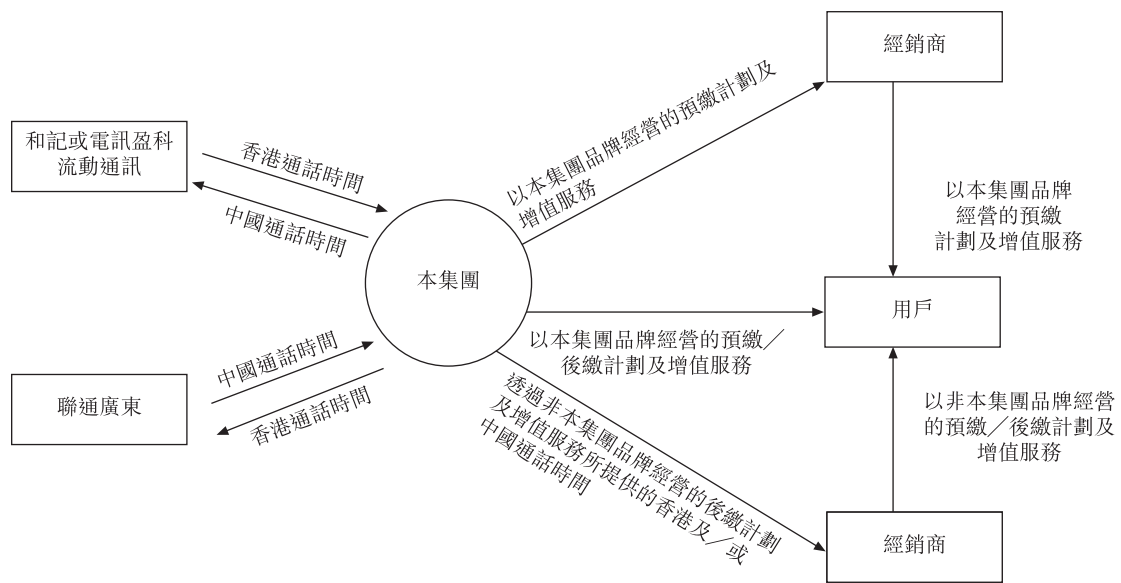 經銷商
以本集團品牌經營的預繳計劃及
增值服務
和記或電訊盈科
流動通訊
香港通話時間
中國通話時間
以本集團品牌
經營的預繳
計劃及增值服務
本集團
用戶
以本集團品牌經營的預繳／
後繳計劃及增值服務
中國通話時間
香港通話時間
聯通廣東
透過非本集團品牌經營的後繳計劃
及增值服務所提供的香港及／或
中國通話時間
以非本集團品牌經營
的預繳／後繳計劃及
增值服務
經銷商